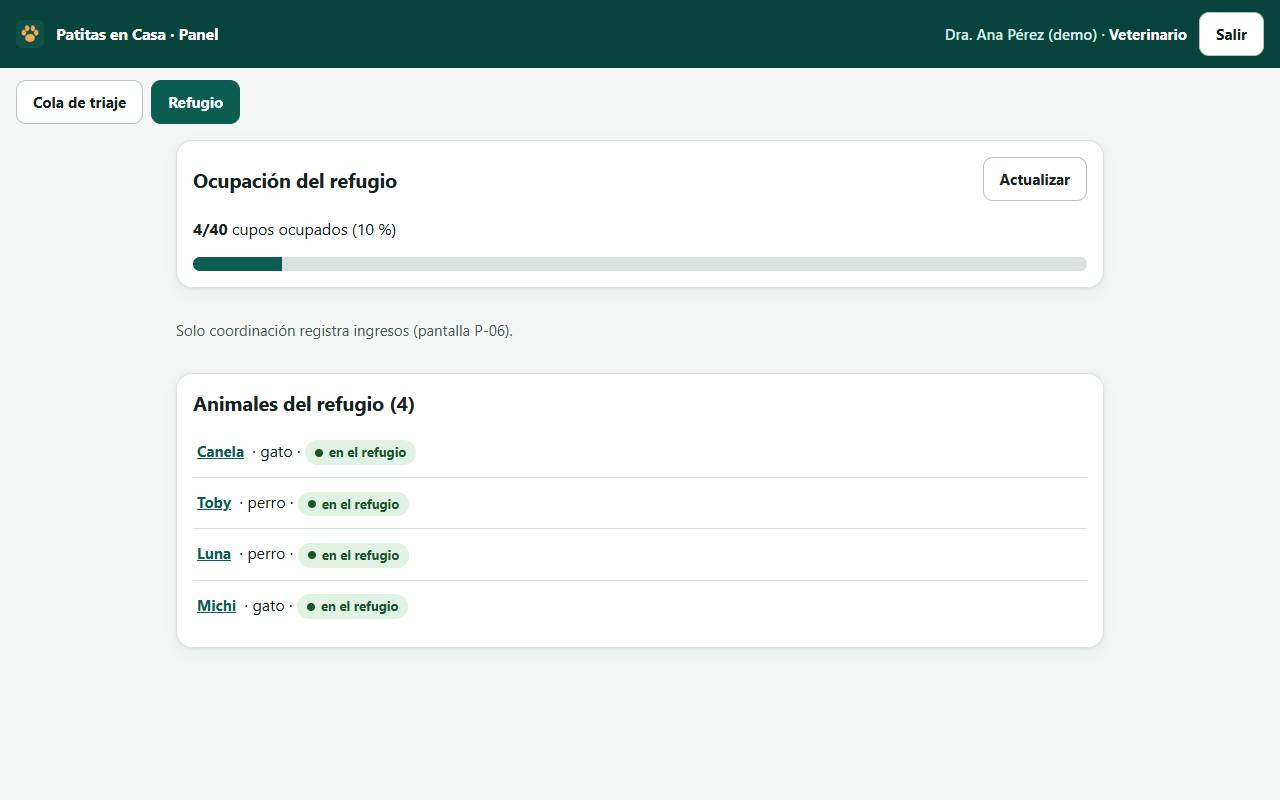 Patitas en Casa · Panel
Dra. Ana Pérez (demo) · Veterinario
Salir
Cola de triaje
Refugio
Ocupación del refugio
Actualizar
4/40 cupos ocupados (10 %)
Solo coordinación registra ingresos (pantalla P-06).
Animales del refugio (4)
Canela · gato · en el refugio
Toby · perro · en el refugio
Luna · perro · en el refugio
Michi · gato · en el refugio